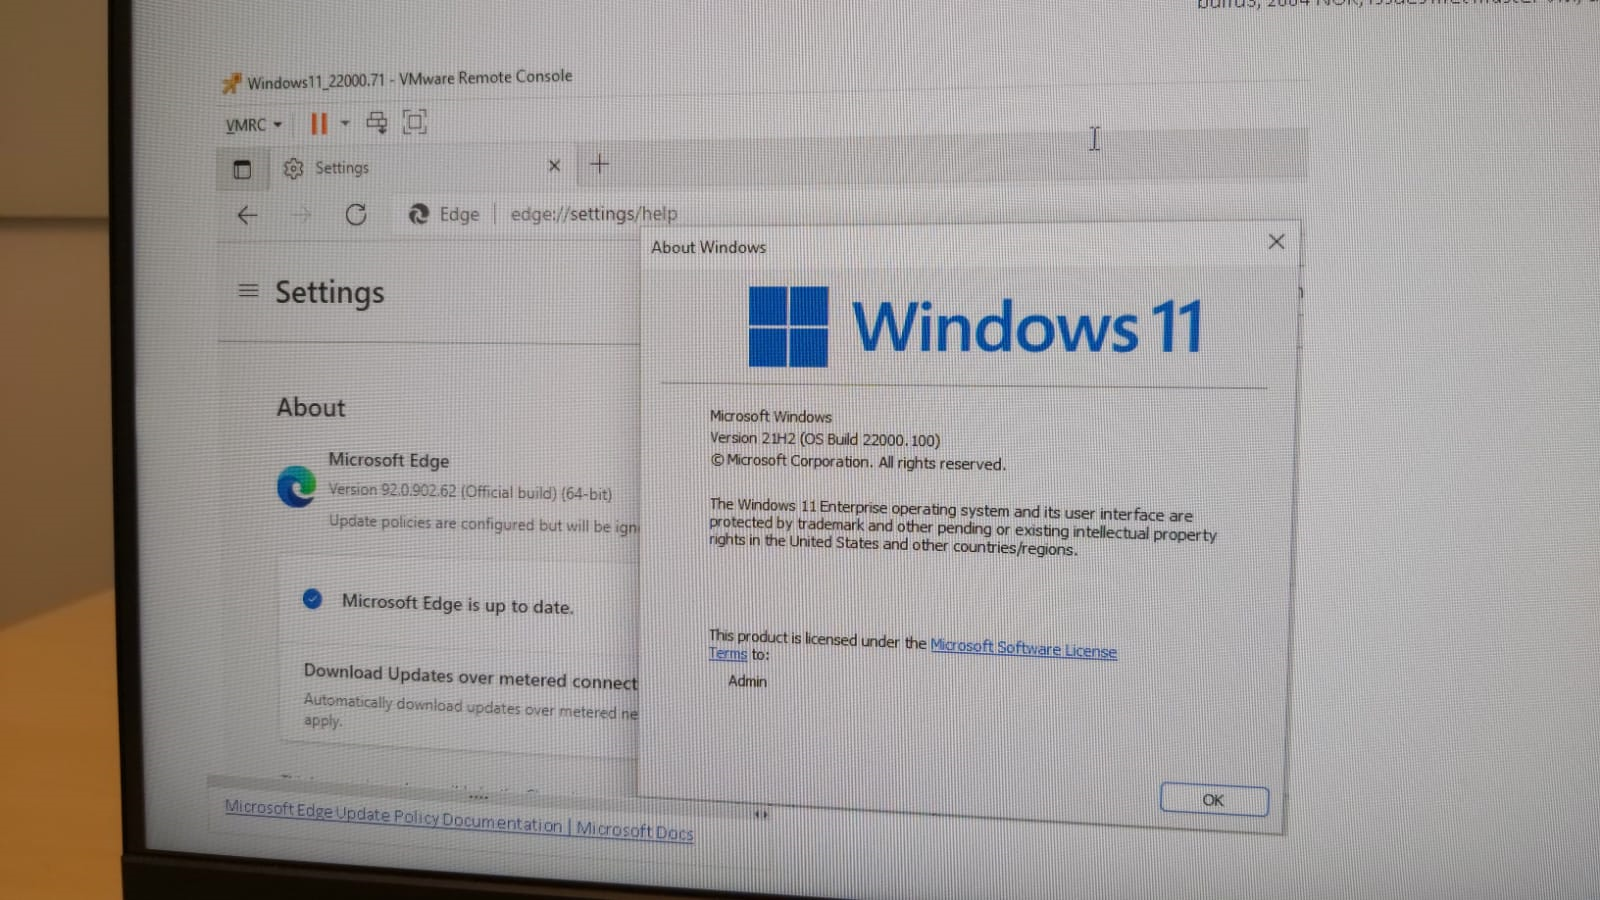 Windows11_22000.71 - VMware Remote Console
VMRC
Settings
Edge | edge://settings/help
Settings
About
Microsoft Edge
Version 92.0.902.62 (Official build) (64-bit)
Update policies are configured but will be ign
Microsoft Edge is up to date.
Download Updates over metered connect
Automatically download updates over metered ne
apply.
Microsoft Edge Update Policy Documentation | Microsoft Docs
About Windows
Windows 11
Microsoft Windows
Version 21H2 (OS Build 22000.100)
© Microsoft Corporation. All rights reserved.
The Windows 11 Enterprise operating system and its user interface are
protected by trademark and other pending or existing intellectual property
rights in the United States and other countries/regions.
This product is licensed under the Microsoft Software License
Terms to:
Admin
OK